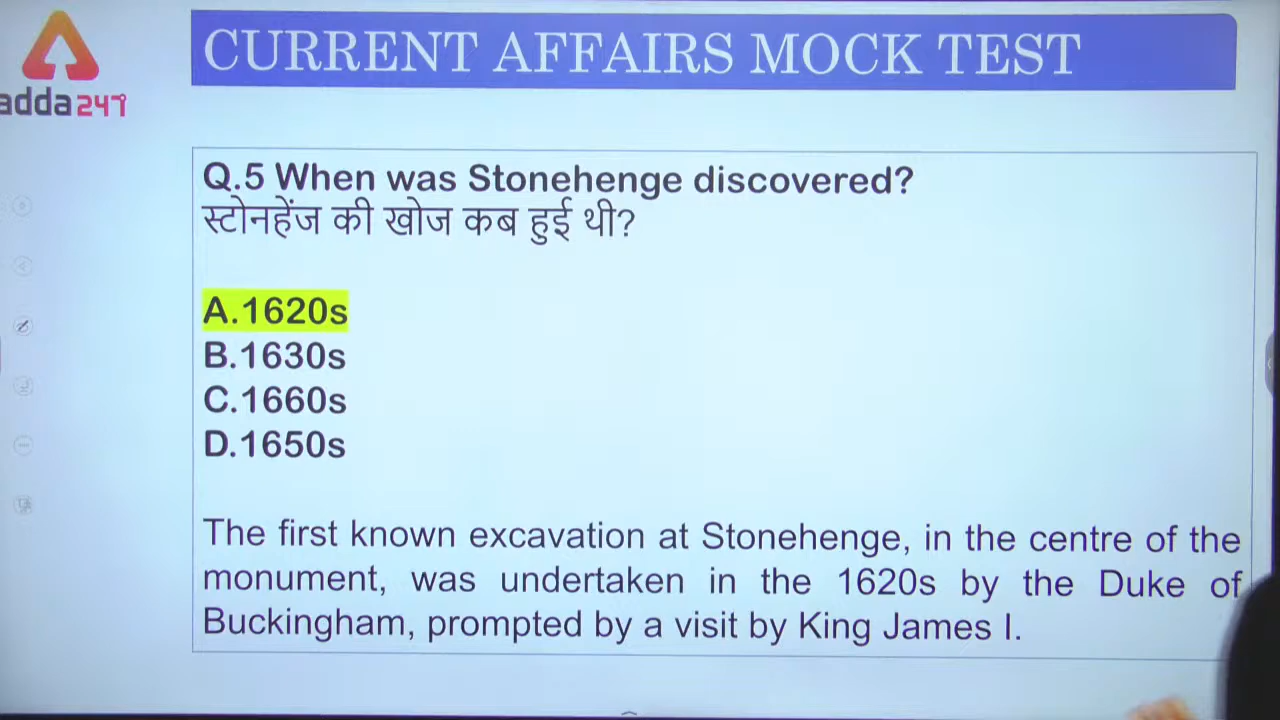 CURRENT AFFAIRS MOCK TEST
adda247
Q.5 When was Stonehenge discovered?
स्टोनहेंज की खोज कब हुई थी?
A.1620s
B.1630s
C.1660s
D.1650s
The first known excavation at Stonehenge, in the centre of the
monument, was undertaken in the 1620s by the Duke of
Buckingham, prompted by a visit by King James I.